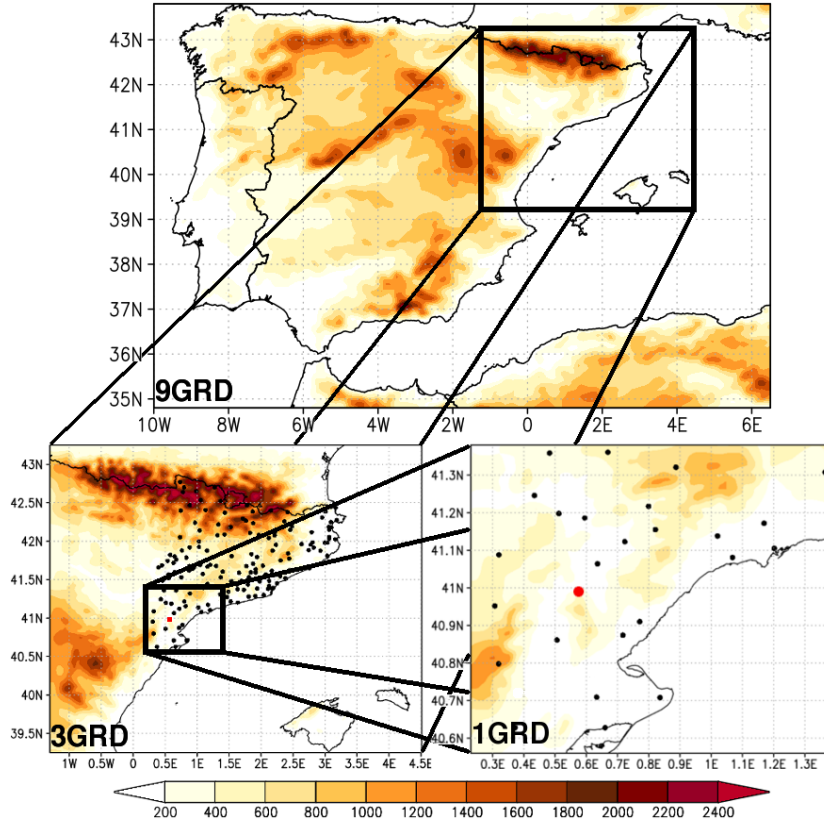 43N
42N
41N
40N
39N
38N
37N
36N
35N
9GRD
10W 8W 6W 4W 2W 0 2E 4E 6E
43N
42.5N
42N
41.5N
41N
40.5N
40N
39.5N
3GRD
1W 0.5W 0 0.5E 1E 1.5E 2E 2.5E 3E 3.5E 4E 4.5E
41.3N
41.2N
41.1N
41N
40.9N
40.8N
40.7N
40.6N
1GRD
0.3E 0.4E 0.5E 0.6E 0.7E 0.8E 0.9E 1E 1.1E 1.2E 1.3E
200 400 600 800 1000 1200 1400 1600 1800 2000 2200 2400